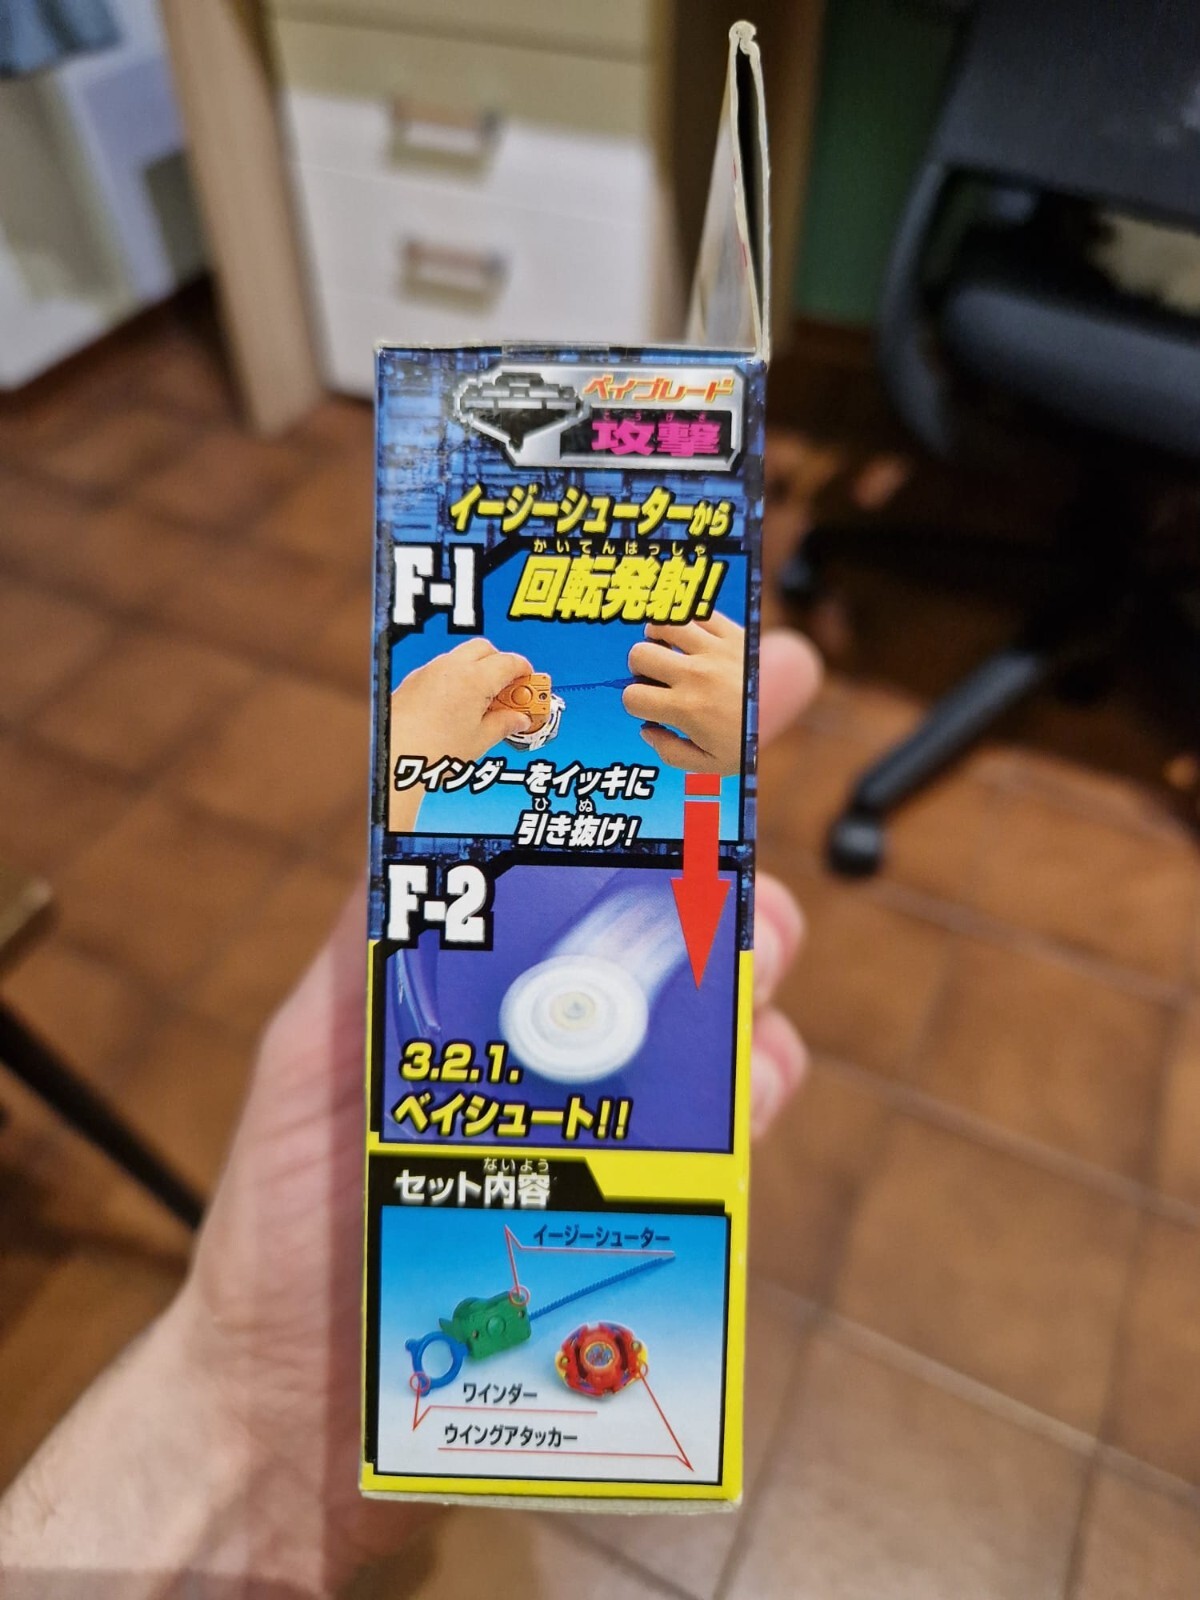 ベイブレード
こうげき
攻撃
イージーシューターから
F-1
かいてんはっしゃ
回転発射!
ワインダーをイッキに
ひ ぬ
引き抜け!
F-2
3.2.1.
ベイシュート!!
ないよう
セット内容
イージーシューター
ワインダー
ウイングアタッカー